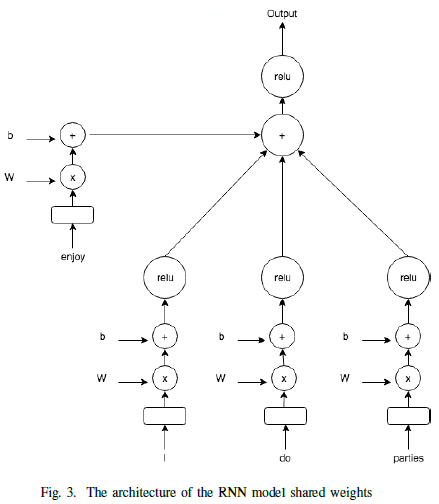 Output
relu
b
+
+
W
x
enjoy
relu
relu
relu
b
+
b
+
b
+
W
x
W
x
W
x
I
do
parties
Fig. 3. The architecture of the RNN model shared weights